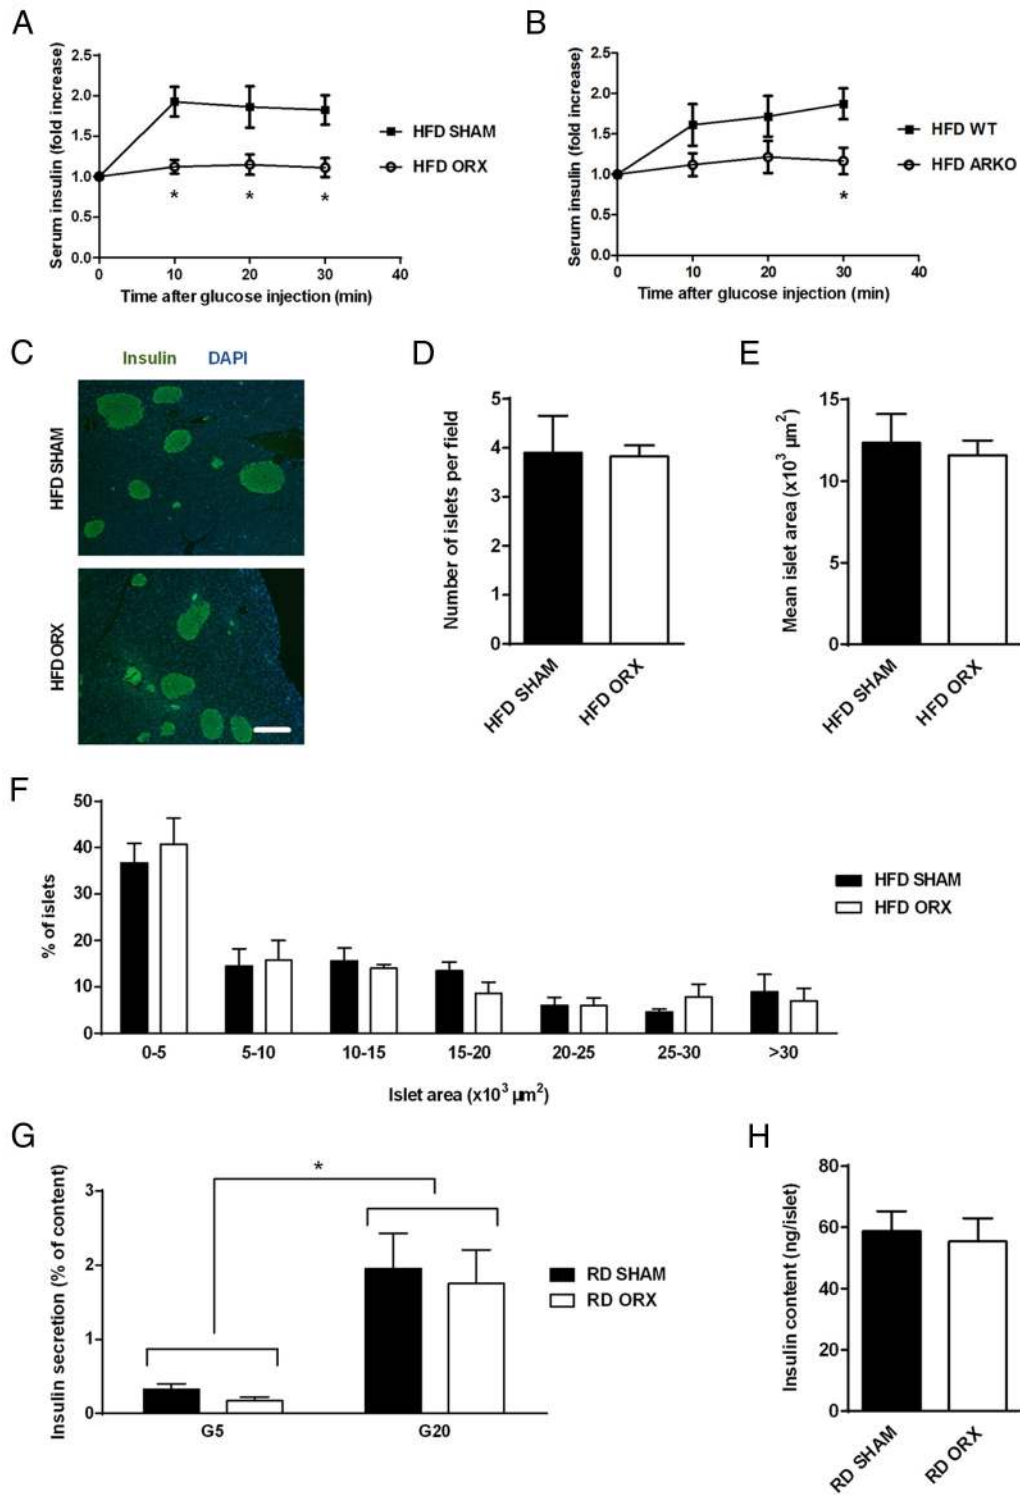 A
Serum insulin (fold increase)
2.5
2.0
1.5
1.0
0.5
0.0
* * *
0 10 20 30 40
Time after glucose injection (min)
HFD SHAM
HFD ORX
B
Serum insulin (fold increase)
2.5
2.0
1.5
1.0
0.5
0.0
*
0 10 20 30 40
Time after glucose injection (min)
HFD WT
HFD ARKO
C
Insulin DAPI
HFD SHAM
HFD ORX
D
Number of islets per field
5
4
3
2
1
0
HFD SHAM
HFD ORX
E
Mean islet area (x10³ µm²)
15
10
5
0
HFD SHAM
HFD ORX
F
% of islets
50
40
30
20
10
0
0-5 5-10 10-15 15-20 20-25 25-30 >30
Islet area (x10³ µm²)
HFD SHAM
HFD ORX
G
Insulin secretion (% of content)
3
2
1
0
*
G5 G20
RD SHAM
RD ORX
H
Insulin content (ng/islet)
80
60
40
20
0
RD SHAM
RD ORX